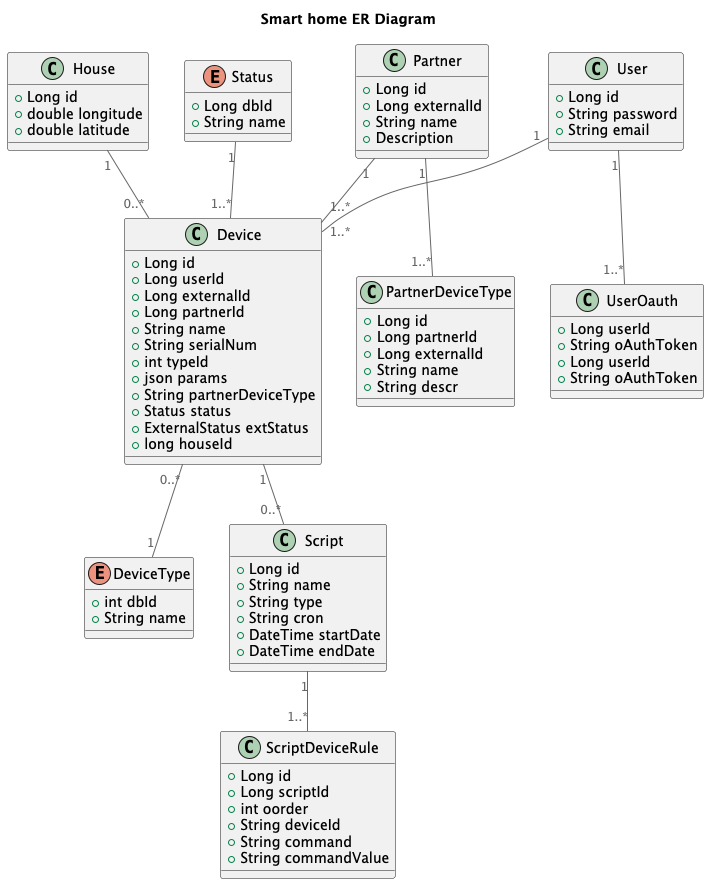 Smart home ER Diagram
C House
Long id
double longitude
double latitude
E Status
Long dbId
String name
C Partner
Long id
Long externalId
String name
Description
C User
Long id
String password
String email
1
0..*
1
1..*
1
1..*
1
1..*
1
1..*
1
1..*
C Device
Long id
Long userId
Long externalId
Long partnerId
String name
String serialNum
int typeId
json params
String partnerDeviceType
Status status
ExternalStatus extStatus
long houseId
C PartnerDeviceType
Long id
Long partnerId
Long externalId
String name
String descr
C UserOauth
Long userId
String oAuthToken
Long userId
String oAuthToken
0..*
1
1
0..*
E DeviceType
int dbId
String name
C Script
Long id
String name
String type
String cron
DateTime startDate
DateTime endDate
1
1..*
C ScriptDeviceRule
Long id
Long scriptId
int oorder
String deviceId
String command
String commandValue